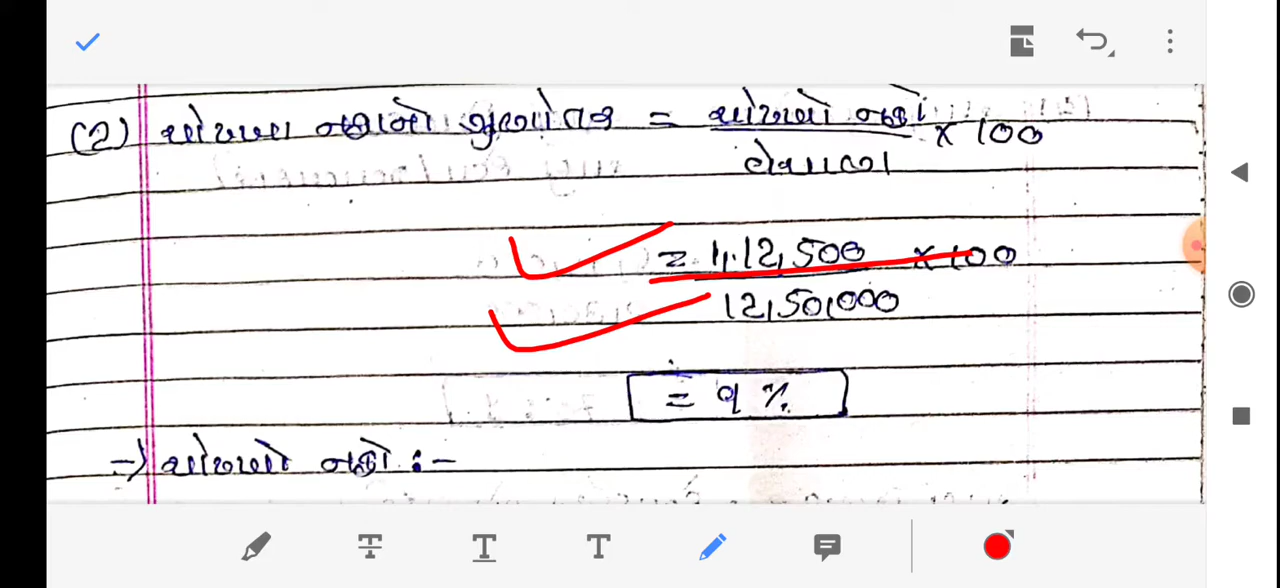 (2) ચોખ્ખા નફાનો ગુણોત્તર = ચોખ્ખો નફો × 100
વેચાણ
= 1,12,500 × 100
12,50,000
= 9 %
→ ચોખ્ખો નફો :-